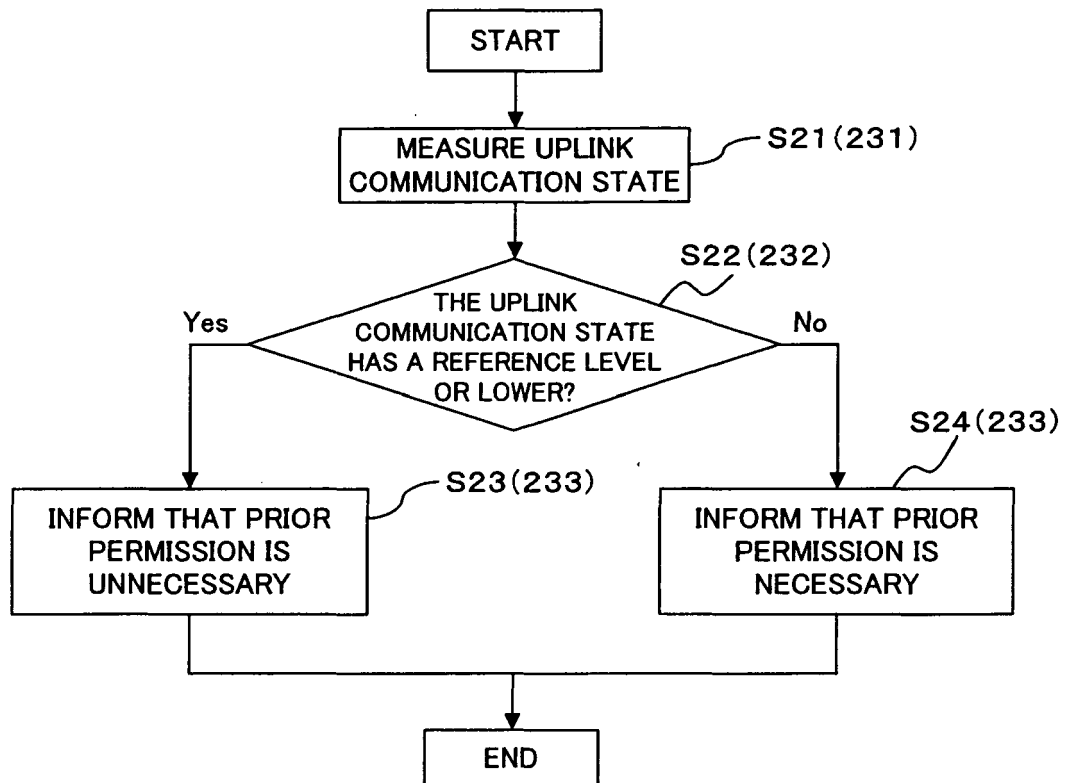 START
MEASURE UPLINK
COMMUNICATION STATE
S21(231)
S22(232)
THE UPLINK
COMMUNICATION STATE
HAS A REFERENCE LEVEL
OR LOWER?
Yes
No
S23(233)
S24(233)
INFORM THAT PRIOR
PERMISSION IS
UNNECESSARY
INFORM THAT PRIOR
PERMISSION IS
NECESSARY
END